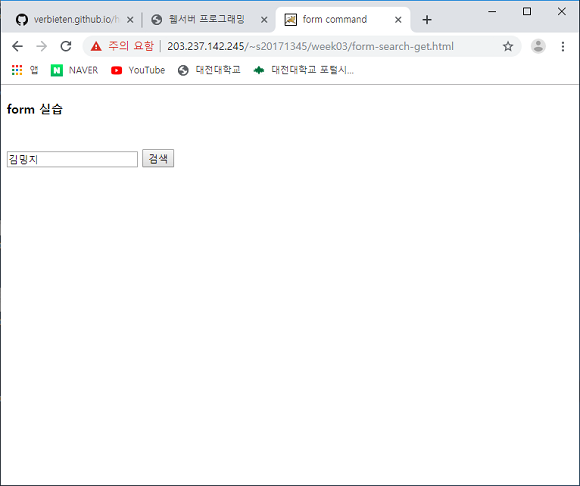 verbieten.github.io/h
웹서버 프로그래밍
form command
주의 요함
203.237.142.245/~s20171345/week03/form-search-get.html
앱
NAVER
YouTube
대전대학교
대전대학교 포털시...
form 실습
김밍지
검색